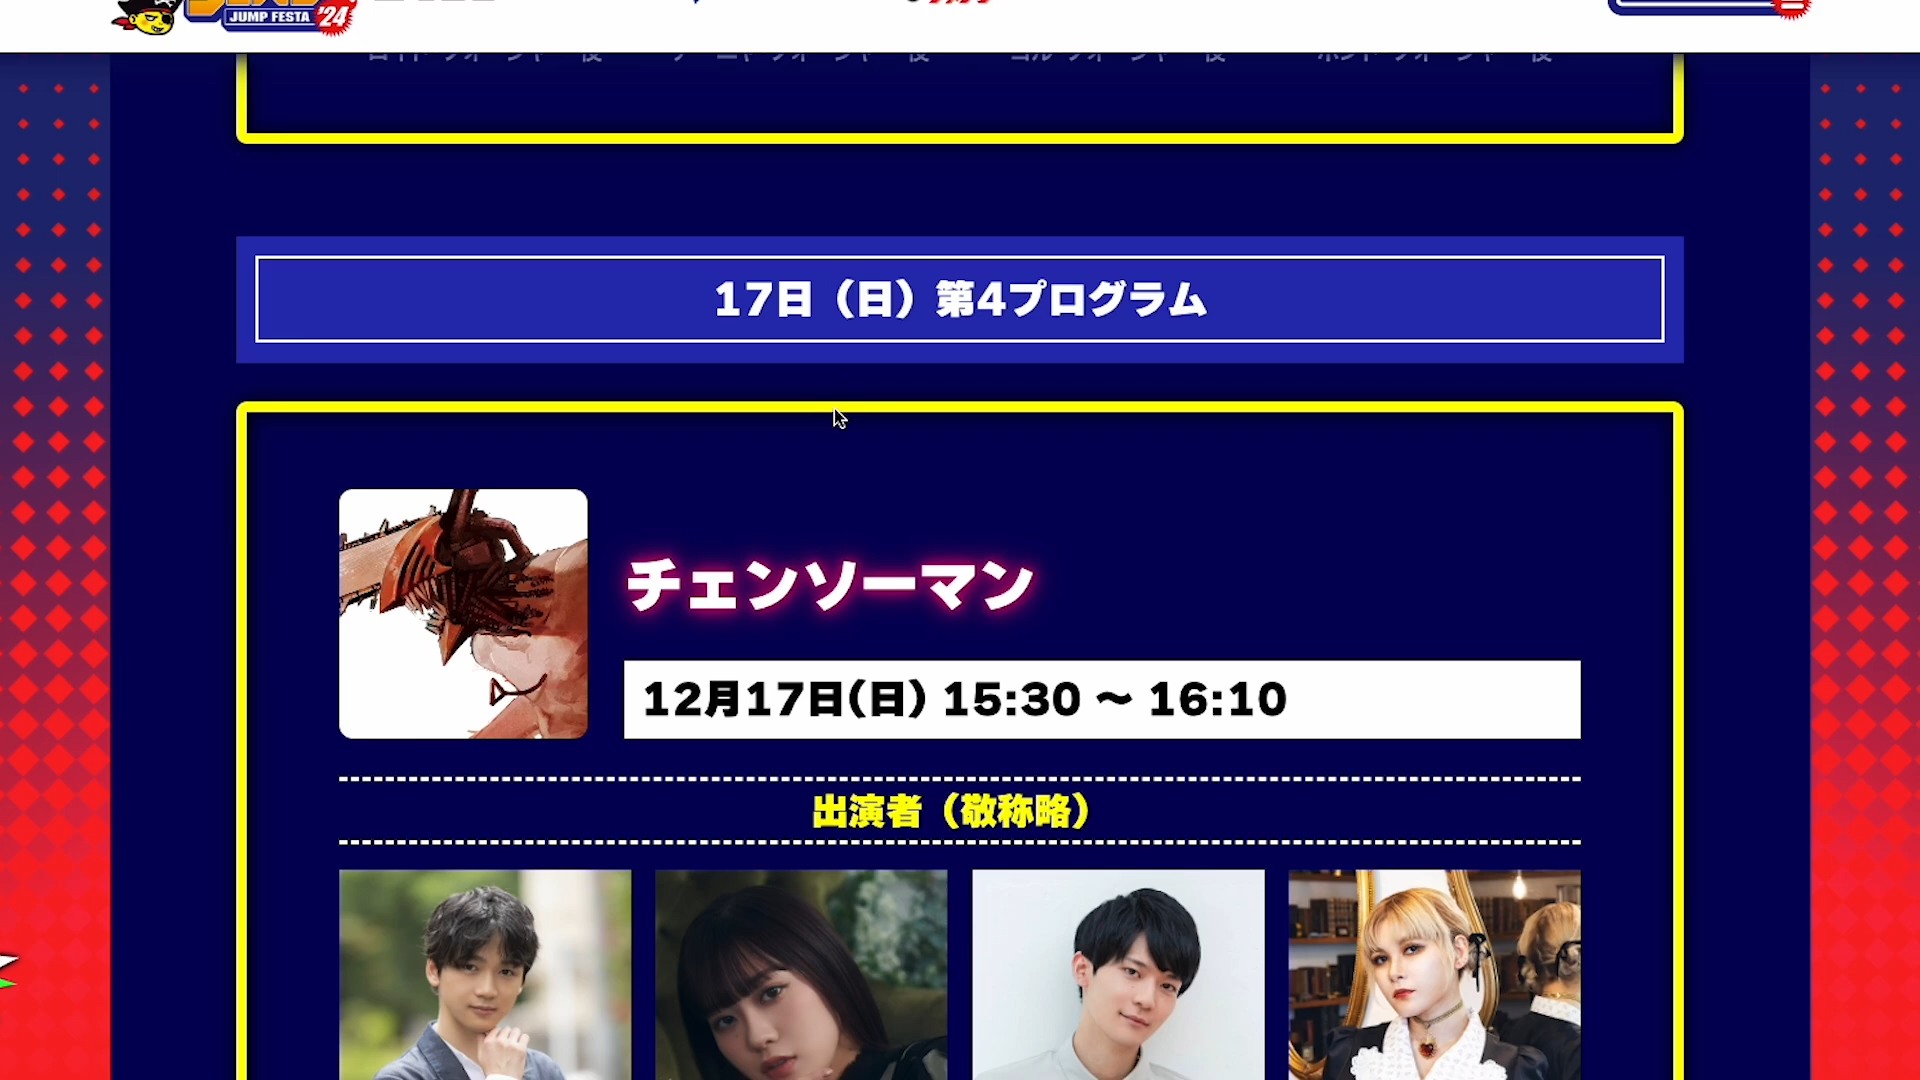 JUMP FESTA '24
17日（日）第4プログラム
チェンソーマン
12月17日(日) 15:30 ～ 16:10
出演者（敬称略）